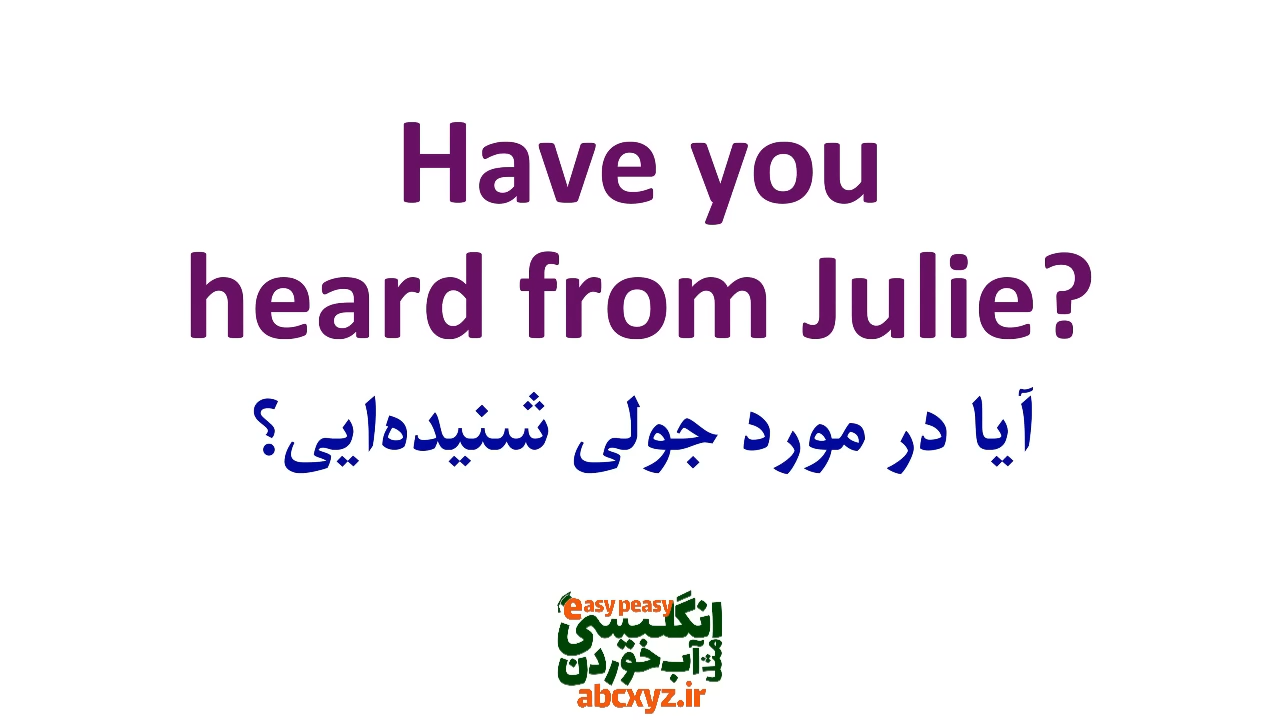 Have you
heard from Julie?
آیا در مورد جولی شنیده‌ایی؟
easy peasy
انگلیسی
مثل آب خوردن
abcxyz.ir